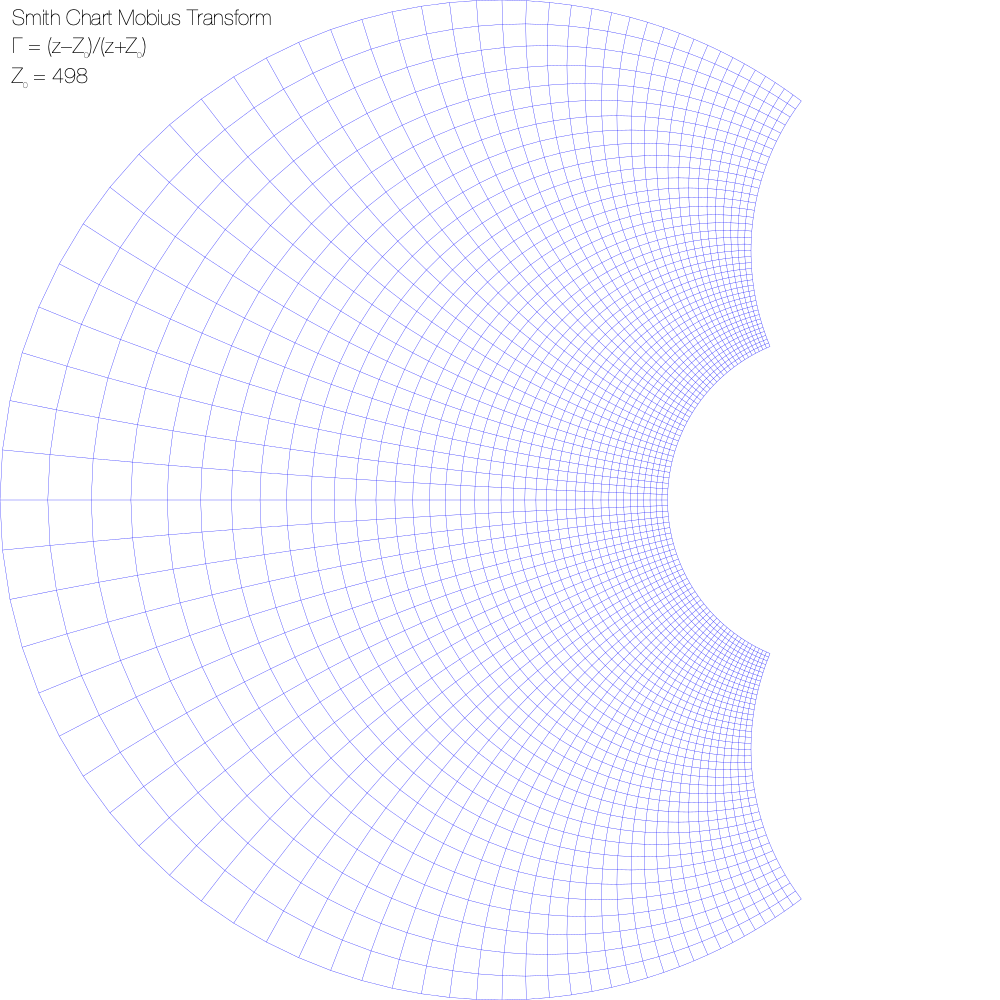 Smith Chart Mobius Transform
Γ = (z−Z₀)/(z+Z₀)
Z₀ = 498